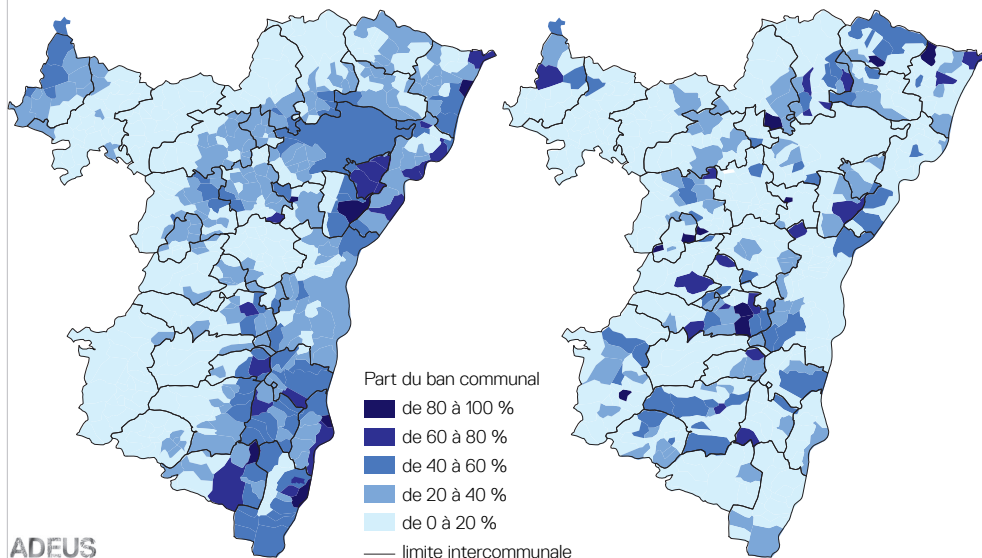 Part du ban communal
de 80 à 100 %
de 60 à 80 %
de 40 à 60 %
de 20 à 40 %
de 0 à 20 %
limite intercommunale
ADEUS